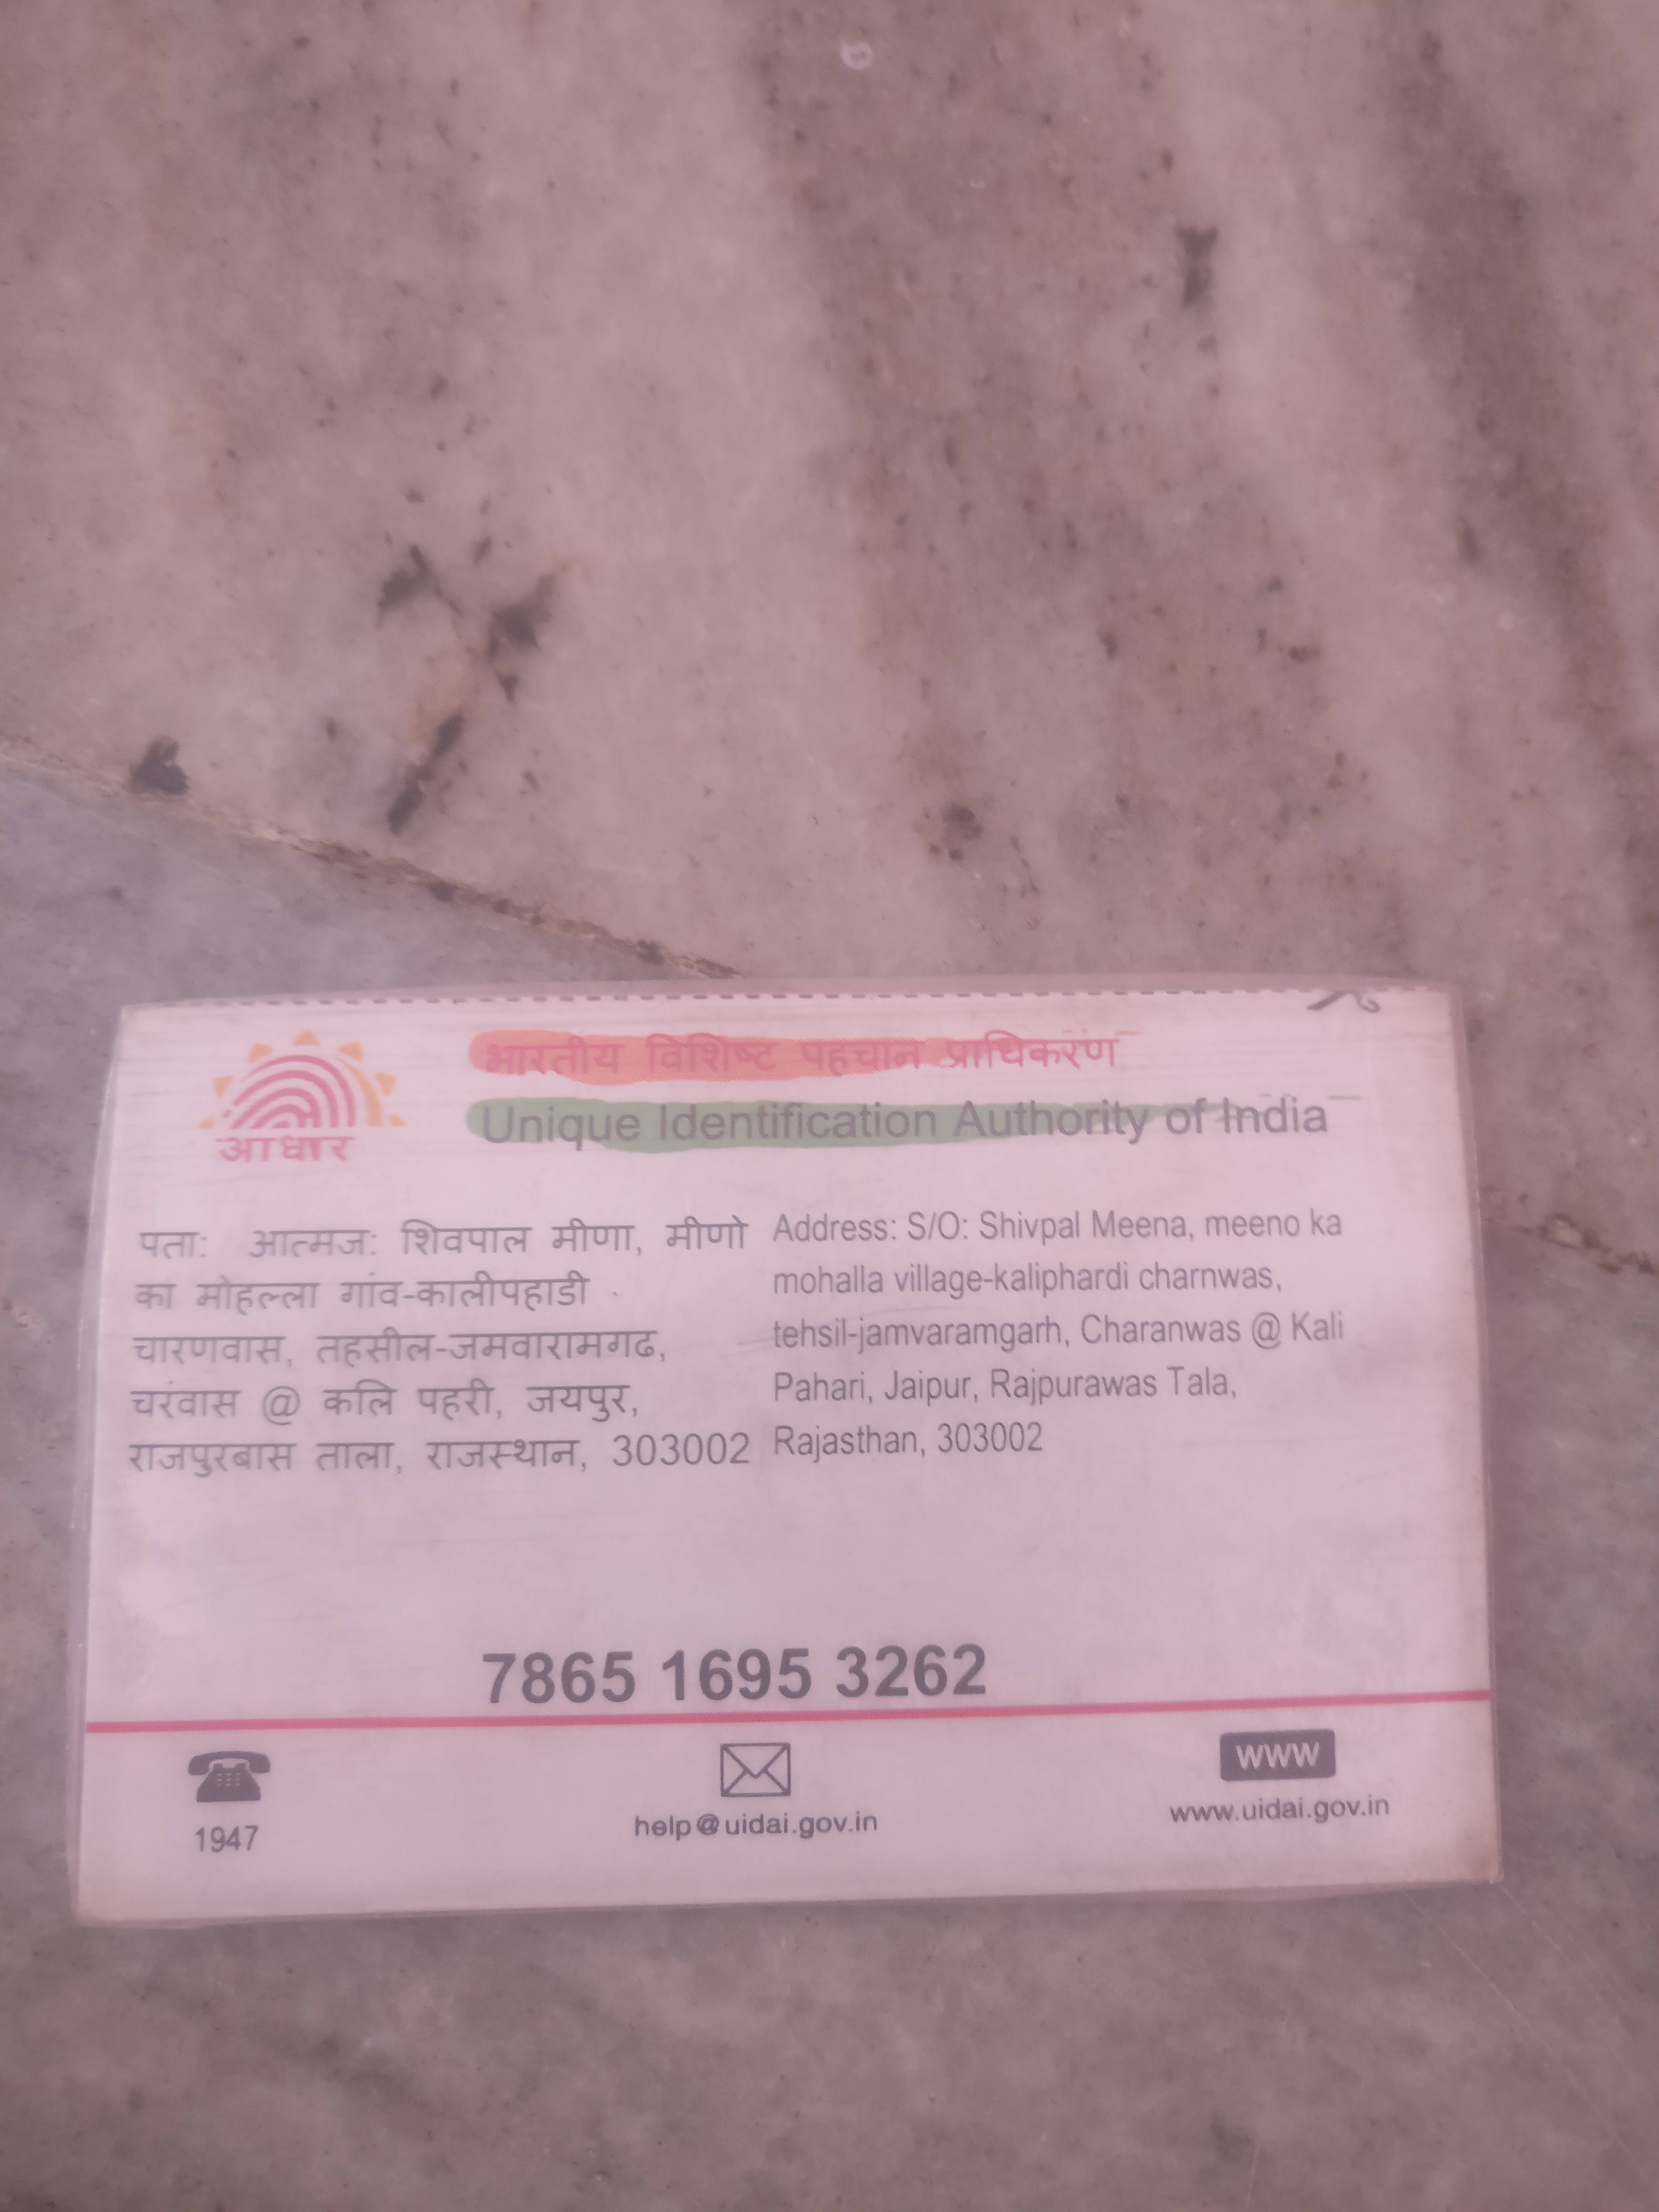 भारतीय विशिष्ट पहचान प्राधिकरण
Unique Identification Authority of India
आधार
पता: आत्मज: शिवपाल मीणा, मीणो
का मोहल्ला गांव-कालीपहाडी
चारणवास, तहसील-जमवारामगढ,
चरंवास @ कलि पहरी, जयपुर,
राजपुरबास ताला, राजस्थान, 303002
Address: S/O: Shivpal Meena, meeno ka
mohalla village-kaliphardi charnwas,
tehsil-jamvaramgarh, Charanwas @ Kali
Pahari, Jaipur, Rajpurawas Tala,
Rajasthan, 303002
7865 1695 3262
1947
help@uidai.gov.in
WWW
www.uidai.gov.in